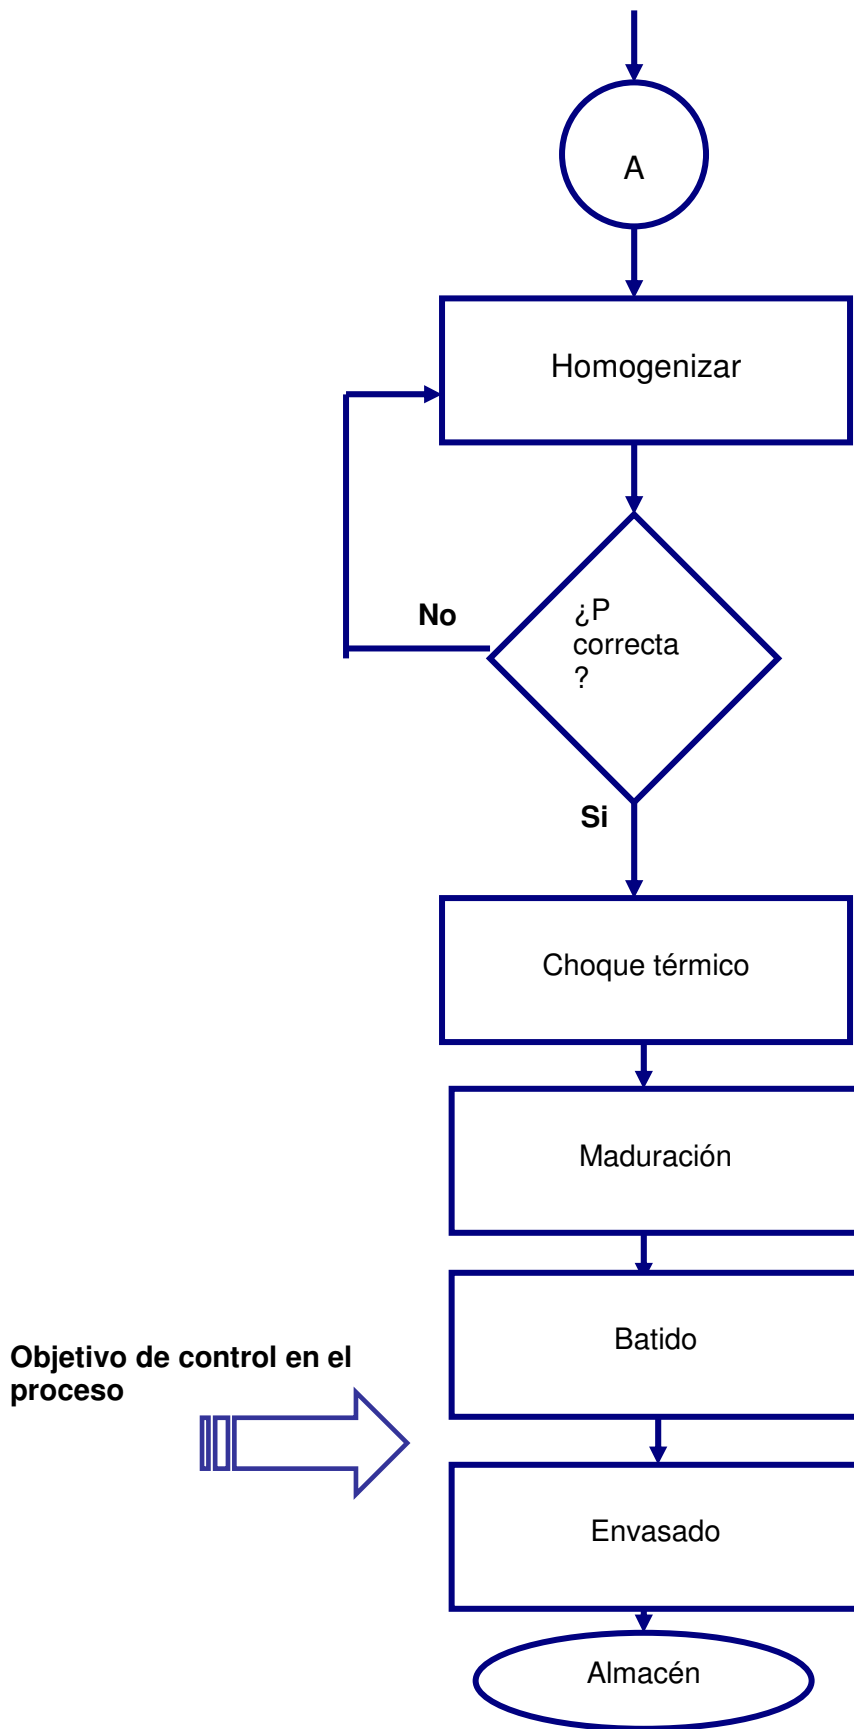 A
Homogenizar
No
¿P
correcta
?
Si
Choque térmico
Maduración
Batido
Objetivo de control en el
proceso
Envasado
Almacén